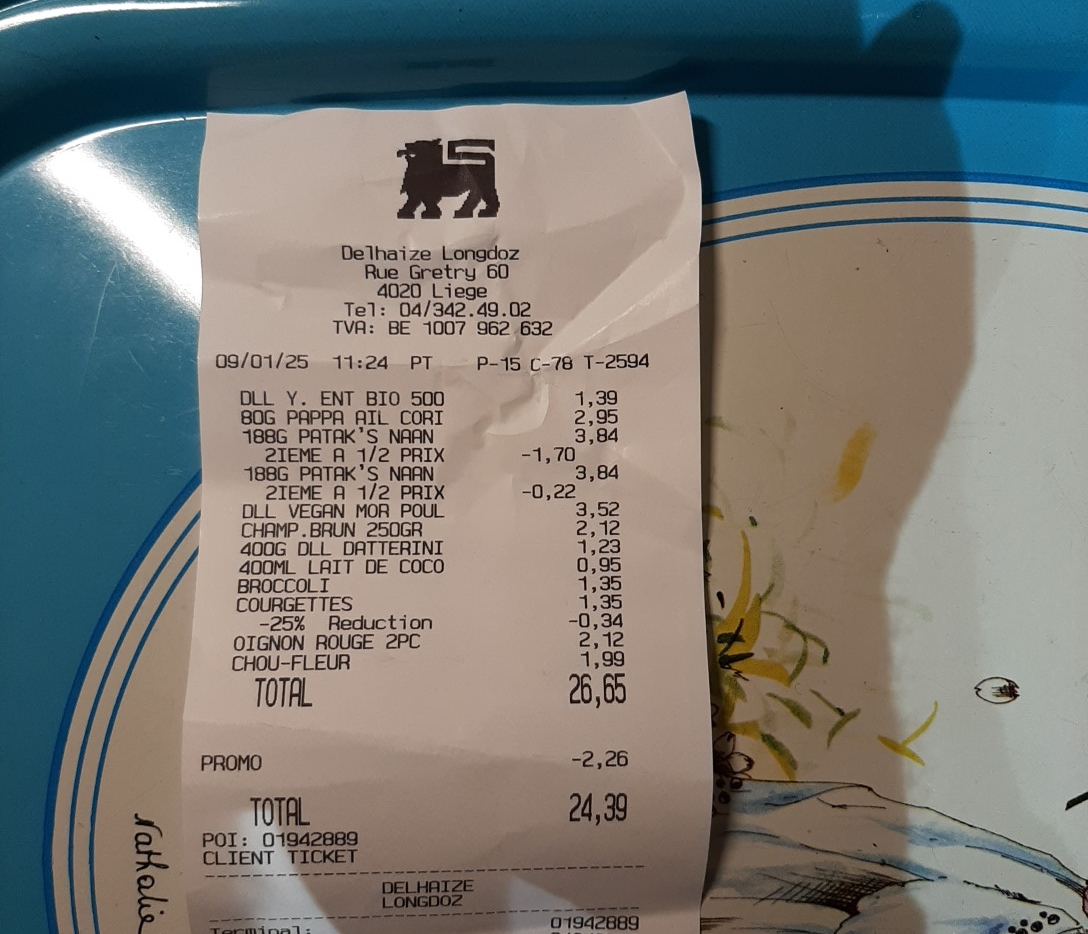 Delhaize Longdoz
Rue Gretry 60
4020 Liege
Tel: 04/342.49.02
TVA: BE 1007 962 632
09/01/25 11:24 PT P-15 C-78 T-2594
DLL Y. ENT BIO 500 1,39
80G PAPPA AIL CORI 2,95
188G PATAK'S NAAN 3,84
2IEME A 1/2 PRIX -1,70
188G PATAK'S NAAN 3,84
2IEME A 1/2 PRIX -0,22
DLL VEGAN MOR POUL 3,52
CHAMP.BRUN 250GR 2,12
400G DLL DATTERINI 1,23
400ML LAIT DE COCO 0,95
BROCCOLI 1,35
COURGETTES 1,35
-25% Reduction -0,34
OIGNON ROUGE 2PC 2,12
CHOU-FLEUR 1,99
TOTAL 26,65
PROMO -2,26
TOTAL 24,39
POI: 01942889
CLIENT TICKET
DELHAIZE
LONGDOZ
Terminal: 01942889
Nathalie